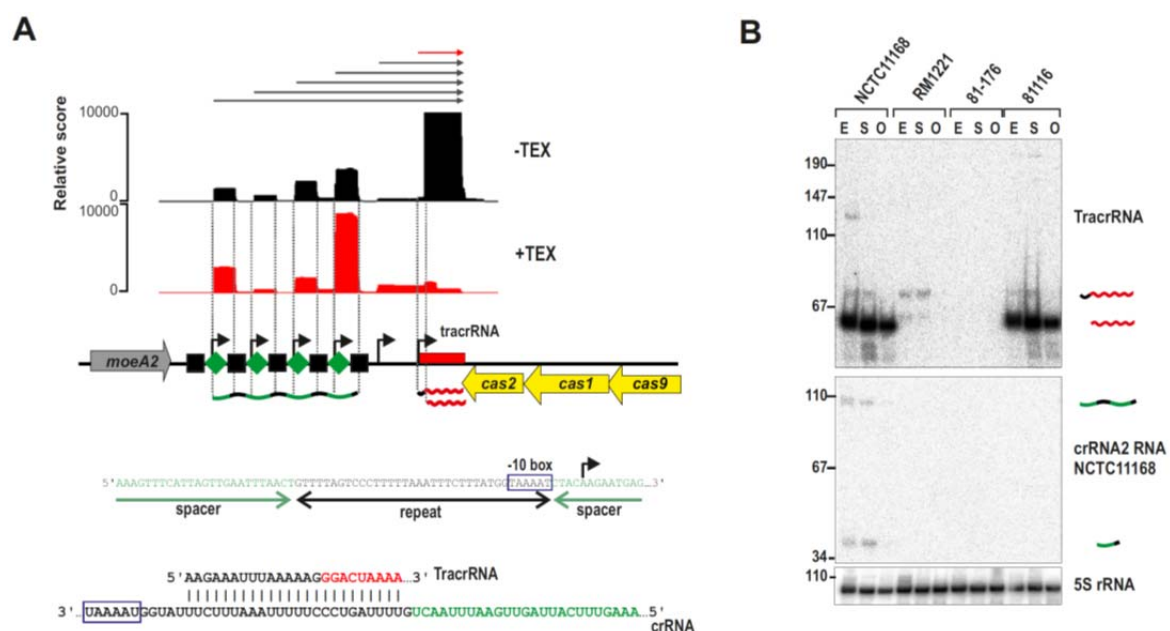 A
Relative score
10000
0
-TEX
10000
0
+TEX
tracrRNA
moeA2
cas2
cas1
cas9
-10 box
5'AAAGTTTCATTAGTTGAATTTAACTGTTTTAGTCCCTTTTTAAATTTCTTTATGGTAAAATCTACAAGAATGAG...3'
spacer
repeat
spacer
5'AAGAAAUUUAAAAAGGGACUAAAA...3' TracrRNA
3'...UAAAAUGGUAUUUCUUUAAAUUUUUCCCUGAUUUUGUCAAUUUAAGUUGAUUACUUUGAAA...5'
crRNA
B
NCTC11168
RM1221
81-176
81116
E S O E S O E S O E S O
190
147
110
67
TracrRNA
110
67
34
crRNA2 RNA
NCTC11168
110
5S rRNA